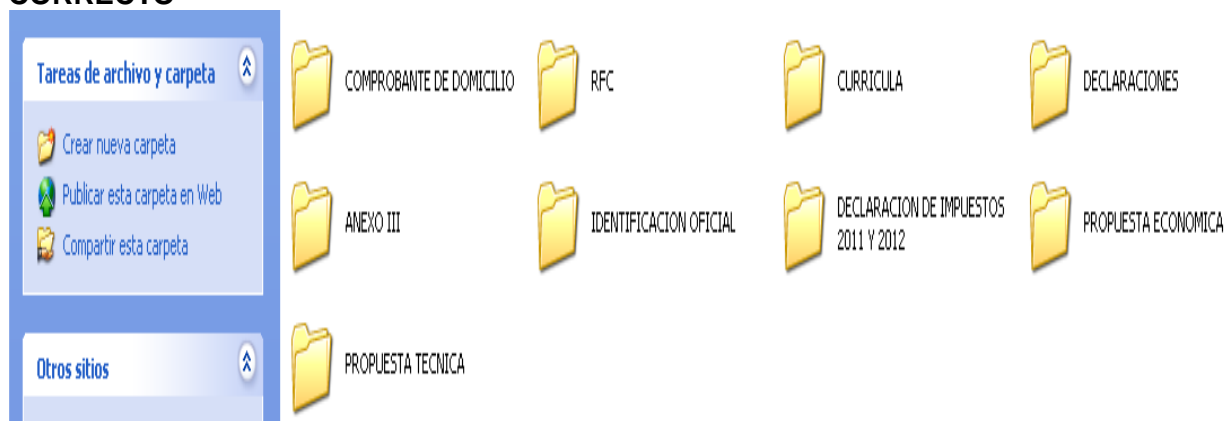 CORRECTO
Tareas de archivo y carpeta
Crear nueva carpeta
Publicar esta carpeta en Web
Compartir esta carpeta
Otros sitios
COMPROBANTE DE DOMICILIO
RFC
CURRICULA
DECLARACIONES
ANEXO III
IDENTIFICACION OFICIAL
DECLARACION DE IMPUESTOS
2011 Y 2012
PROPUESTA ECONOMICA
PROPUESTA TECNICA